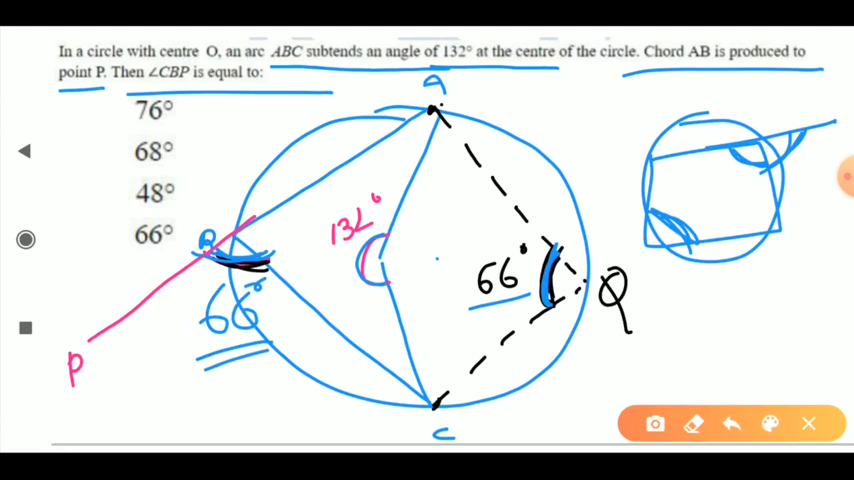 In a circle with centre O, an arc ABC subtends an angle of 132° at the centre of the circle. Chord AB is produced to
point P. Then ∠CBP is equal to:
A
76°
68°
48°
132°
66°
B
66°
Q
66°
P
C